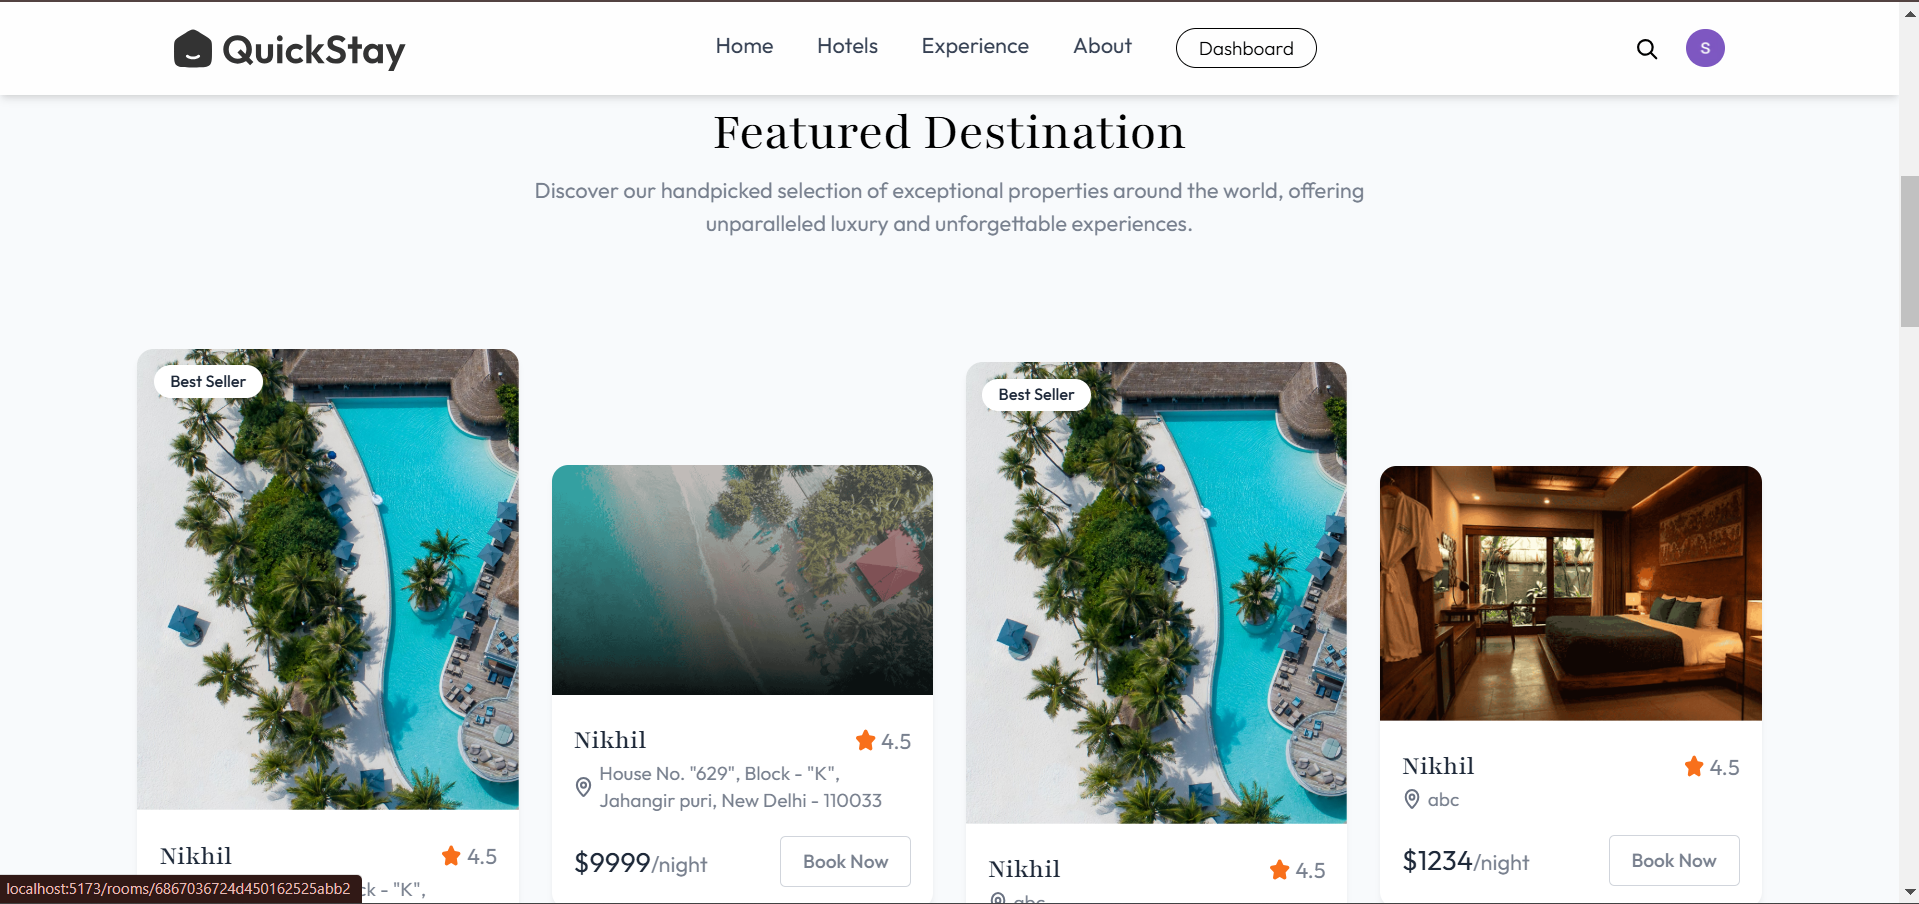 QuickStay
Home
Hotels
Experience
About
Dashboard
S
Featured Destination
Discover our handpicked selection of exceptional properties around the world, offering
unparalleled luxury and unforgettable experiences.
Best Seller
Nikhil
4.5
ck - "K",
Nikhil
4.5
House No. "629", Block - "K",
Jahangir puri, New Delhi - 110033
$9999/night
Book Now
Best Seller
Nikhil
4.5
abc
Nikhil
4.5
abc
$1234/night
Book Now
localhost:5173/rooms/6867036724d450162525abb2